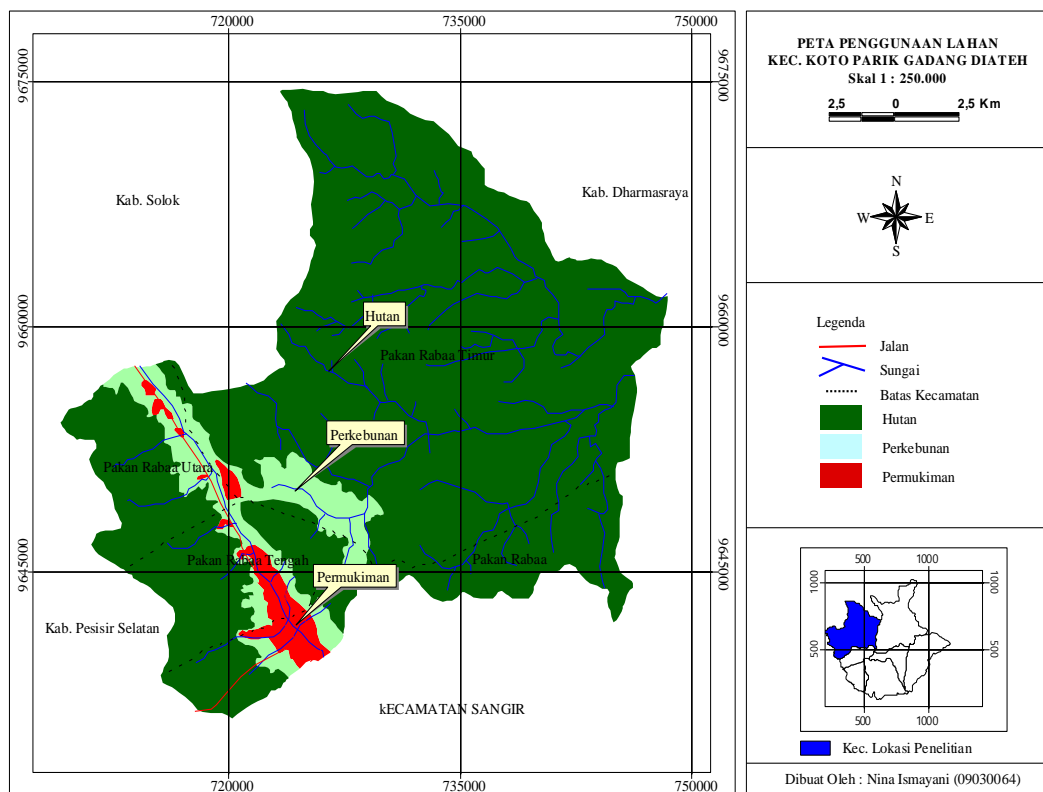 720000
735000
750000
9675000
9675000
Kab. Solok
Kab. Dharmasraya
Hutan
9660000
9660000
Pakan Rabaa Timur
Perkebunan
Pakan Rabaa Utara
Pakan Rabaa Tengah
Pakan Rabaa
Permukiman
9645000
9645000
Kab. Pesisir Selatan
kECAMATAN SANGIR
720000
735000
750000
PETA PENGGUNAAN LAHAN
KEC. KOTO PARIK GADANG DIATEH
Skal 1 : 250.000
2,5 0 2,5 Km
N
W E
S
Legenda
Jalan
Sungai
Batas Kecamatan
Hutan
Perkebunan
Permukiman
500 1000
1000
1000
500
500
500 1000
Kec. Lokasi Penelitian
Dibuat Oleh : Nina Ismayani (09030064)